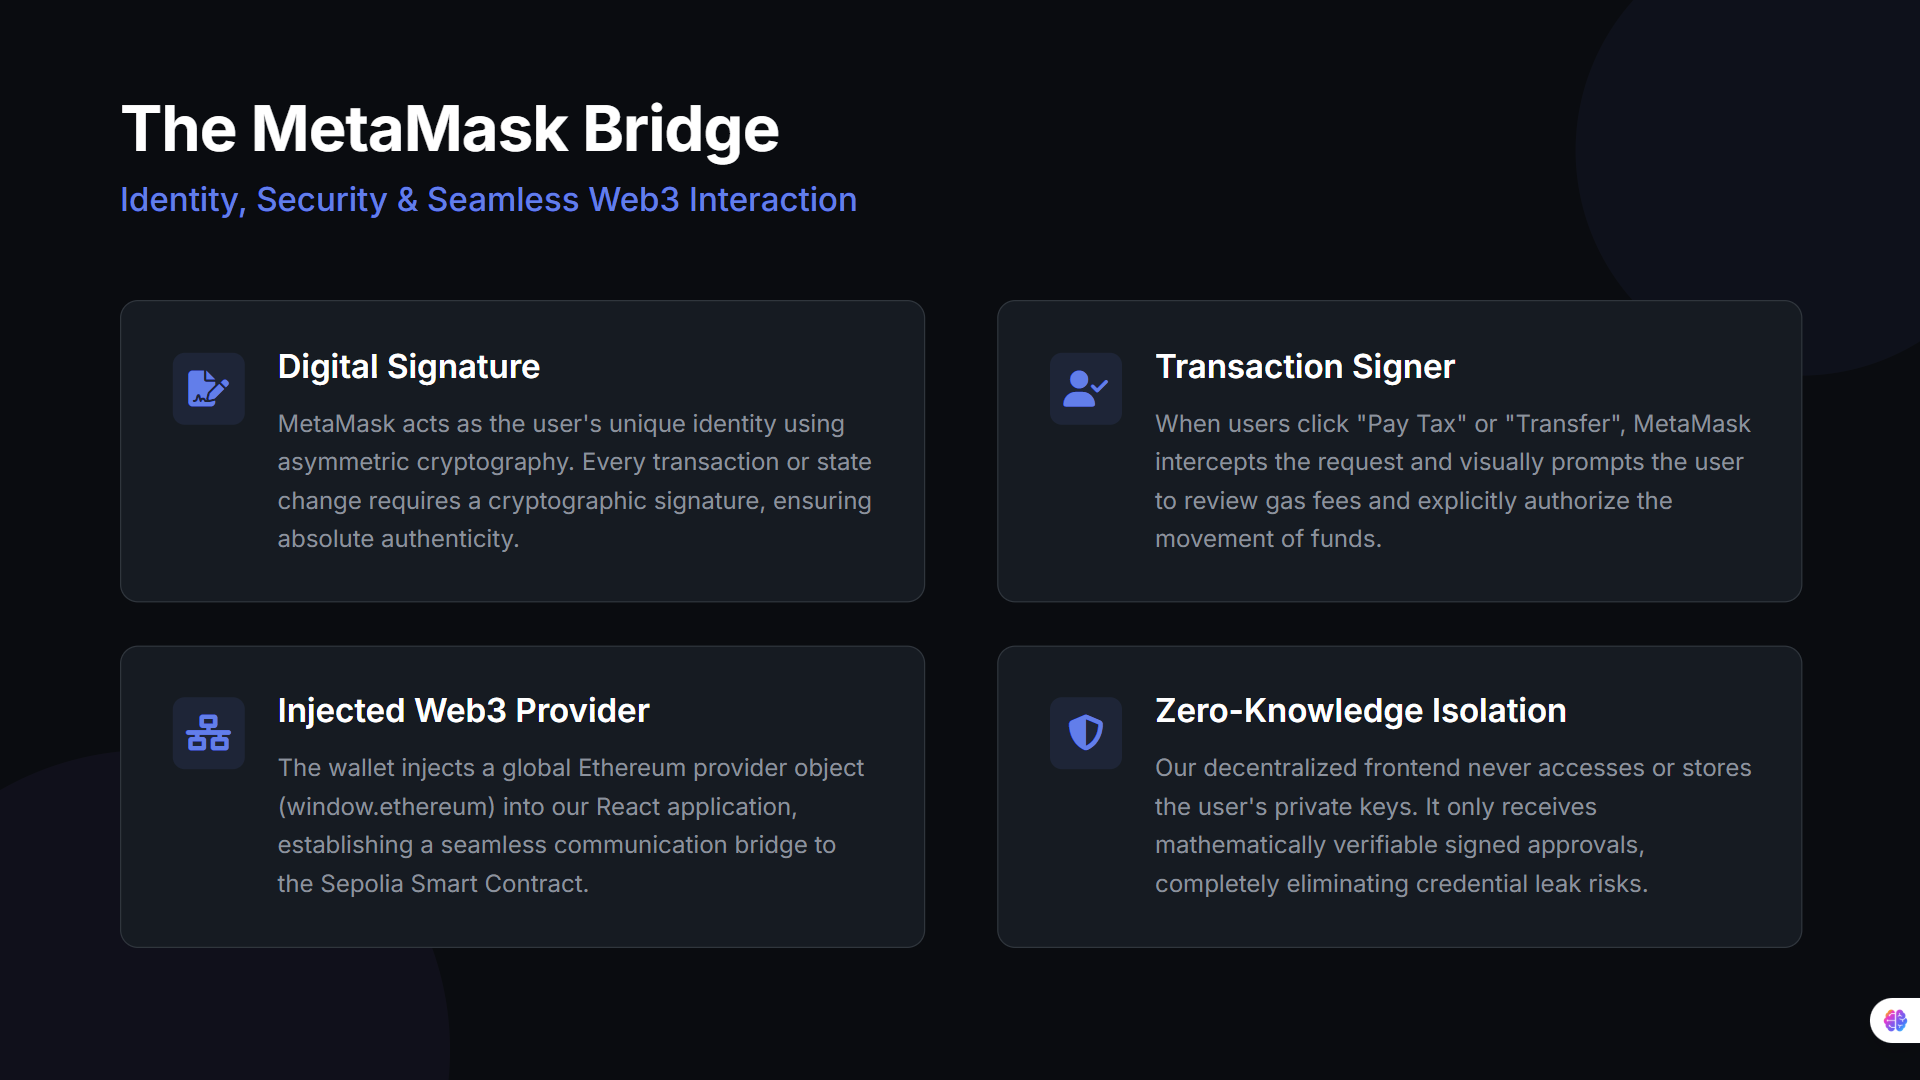 The MetaMask Bridge
Identity, Security & Seamless Web3 Interaction
Digital Signature
MetaMask acts as the user's unique identity using
asymmetric cryptography. Every transaction or state
change requires a cryptographic signature, ensuring
absolute authenticity.
Transaction Signer
When users click "Pay Tax" or "Transfer", MetaMask
intercepts the request and visually prompts the user
to review gas fees and explicitly authorize the
movement of funds.
Injected Web3 Provider
The wallet injects a global Ethereum provider object
(window.ethereum) into our React application,
establishing a seamless communication bridge to
the Sepolia Smart Contract.
Zero-Knowledge Isolation
Our decentralized frontend never accesses or stores
the user's private keys. It only receives
mathematically verifiable signed approvals,
completely eliminating credential leak risks.